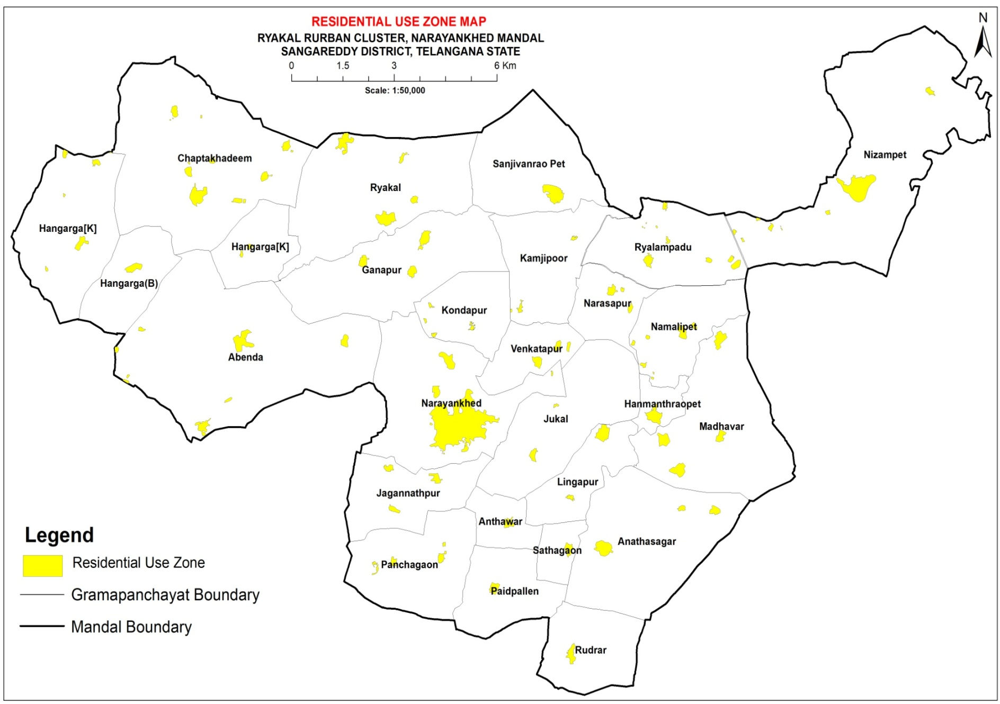 RESIDENTIAL USE ZONE MAP
RYAKAL RURBAN CLUSTER, NARAYANKHED MANDAL
SANGAREDDY DISTRICT, TELANGANA STATE
0 1.5 3 6 Km
Scale: 1:50,000
N
Nizampet
Chaptakhadeem
Sanjivanrao Pet
Ryakal
Hangarga[K]
Hangarga[K]
Ryalampadu
Kamjipoor
Ganapur
Hangarga(B)
Narasapur
Kondapur
Namalipet
Venkatapur
Abenda
Narayankhed
Hanmanthraopet
Jukal
Madhavar
Lingapur
Jagannathpur
Anthawar
Anathasagar
Sathagaon
Panchagaon
Paidpallen
Rudrar
Legend
Residential Use Zone
Gramapanchayat Boundary
Mandal Boundary